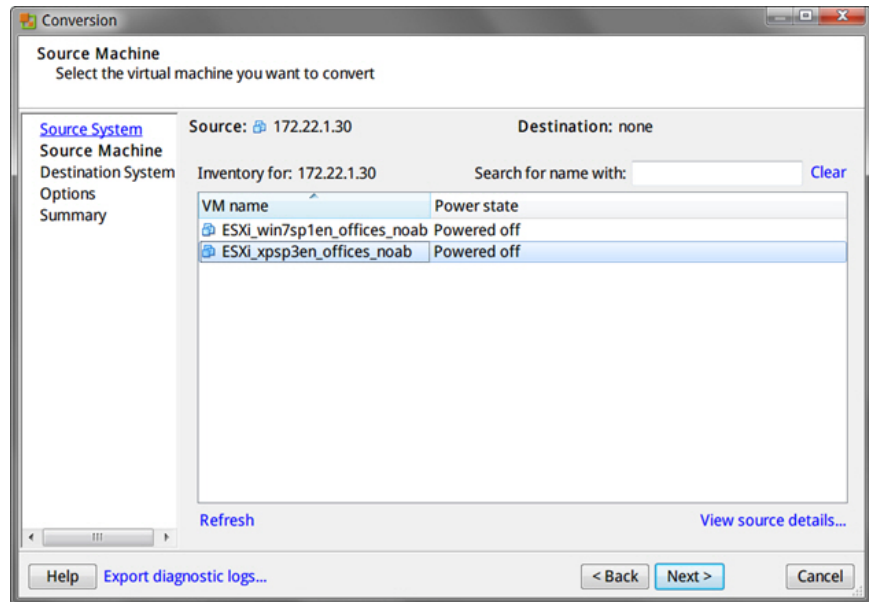 Conversion
Source Machine
Select the virtual machine you want to convert
Source System
Source Machine
Destination System
Options
Summary
Source: 172.22.1.30 Destination: none
Inventory for: 172.22.1.30 Search for name with: Clear
VM name Power state
ESXi_win7sp1en_offices_noab Powered off
ESXi_xpsp3en_offices_noab Powered off
Refresh View source details...
Help Export diagnostic logs... < Back Next > Cancel